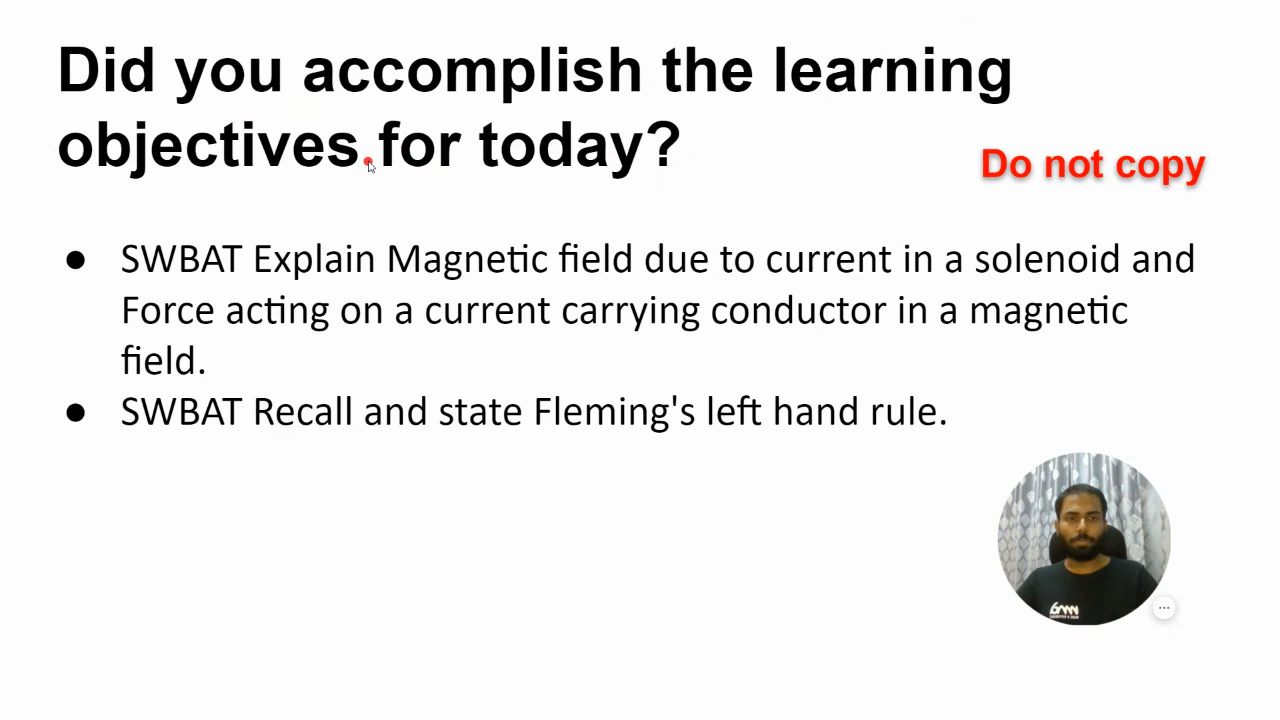 Did you accomplish the learning
objectives for today?
Do not copy
● SWBAT Explain Magnetic field due to current in a solenoid and
Force acting on a current carrying conductor in a magnetic
field.
● SWBAT Recall and state Fleming's left hand rule.